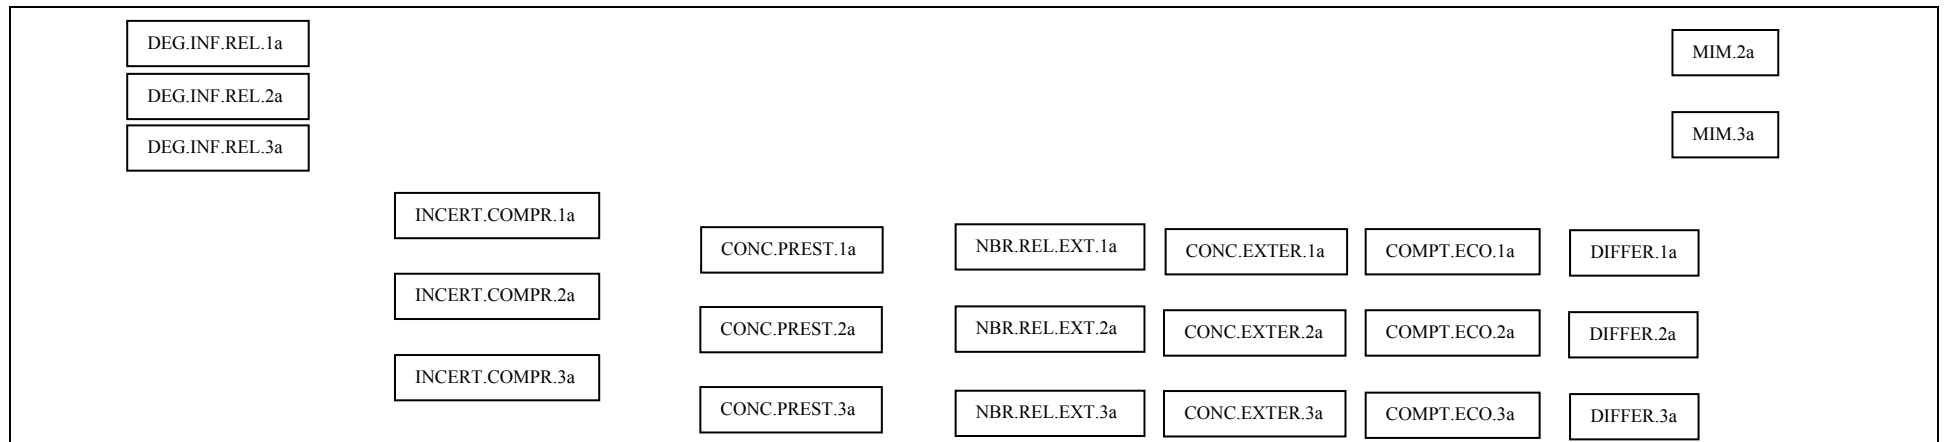 DEG.INF.REL.1a
DEG.INF.REL.2a
DEG.INF.REL.3a
MIM.2a
MIM.3a
INCERT.COMPR.1a
INCERT.COMPR.2a
INCERT.COMPR.3a
CONC.PREST.1a
CONC.PREST.2a
CONC.PREST.3a
NBR.REL.EXT.1a
NBR.REL.EXT.2a
NBR.REL.EXT.3a
CONC.EXTER.1a
CONC.EXTER.2a
CONC.EXTER.3a
COMPT.ECO.1a
COMPT.ECO.2a
COMPT.ECO.3a
DIFFER.1a
DIFFER.2a
DIFFER.3a